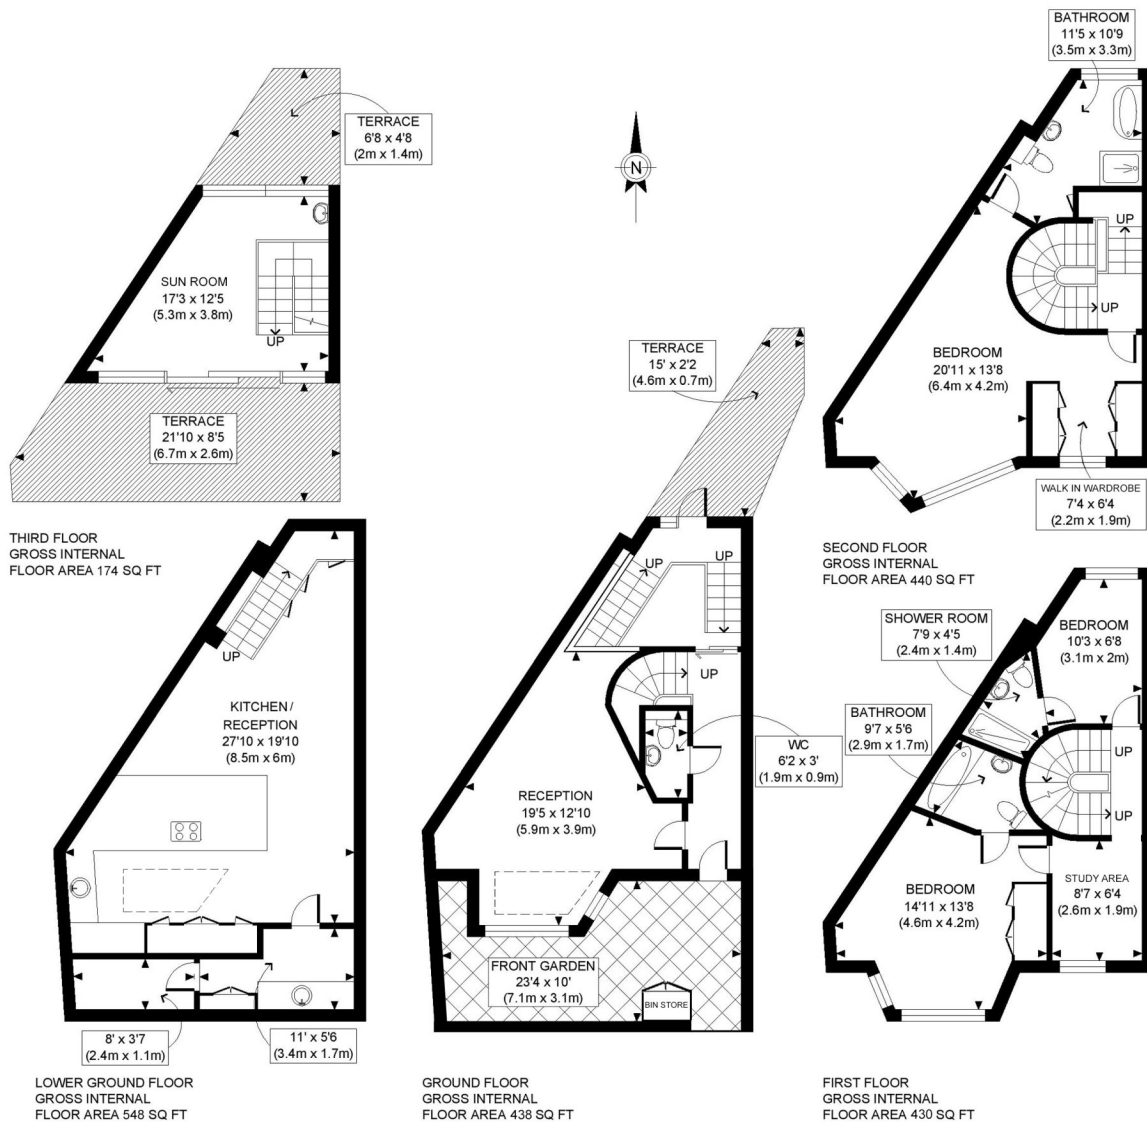 TERRACE
6'8 x 4'8
(2m x 1.4m)
SUN ROOM
17'3 x 12'5
(5.3m x 3.8m)
UP
TERRACE
21'10 x 8'5
(6.7m x 2.6m)
THIRD FLOOR
GROSS INTERNAL
FLOOR AREA 174 SQ FT
N
BATHROOM
11'5 x 10'9
(3.5m x 3.3m)
UP
UP
BEDROOM
20'11 x 13'8
(6.4m x 4.2m)
WALK IN WARDROBE
7'4 x 6'4
(2.2m x 1.9m)
SECOND FLOOR
GROSS INTERNAL
FLOOR AREA 440 SQ FT
UP
KITCHEN /
RECEPTION
27'10 x 19'10
(8.5m x 6m)
8' x 3'7
(2.4m x 1.1m)
11' x 5'6
(3.4m x 1.7m)
LOWER GROUND FLOOR
GROSS INTERNAL
FLOOR AREA 548 SQ FT
TERRACE
15' x 2'2
(4.6m x 0.7m)
UP
UP
UP
WC
6'2 x 3'
(1.9m x 0.9m)
RECEPTION
19'5 x 12'10
(5.9m x 3.9m)
FRONT GARDEN
23'4 x 10'
(7.1m x 3.1m)
BIN STORE
GROUND FLOOR
GROSS INTERNAL
FLOOR AREA 438 SQ FT
SHOWER ROOM
7'9 x 4'5
(2.4m x 1.4m)
BEDROOM
10'3 x 6'8
(3.1m x 2m)
BATHROOM
9'7 x 5'6
(2.9m x 1.7m)
UP
UP
BEDROOM
14'11 x 13'8
(4.6m x 4.2m)
STUDY AREA
8'7 x 6'4
(2.6m x 1.9m)
FIRST FLOOR
GROSS INTERNAL
FLOOR AREA 430 SQ FT